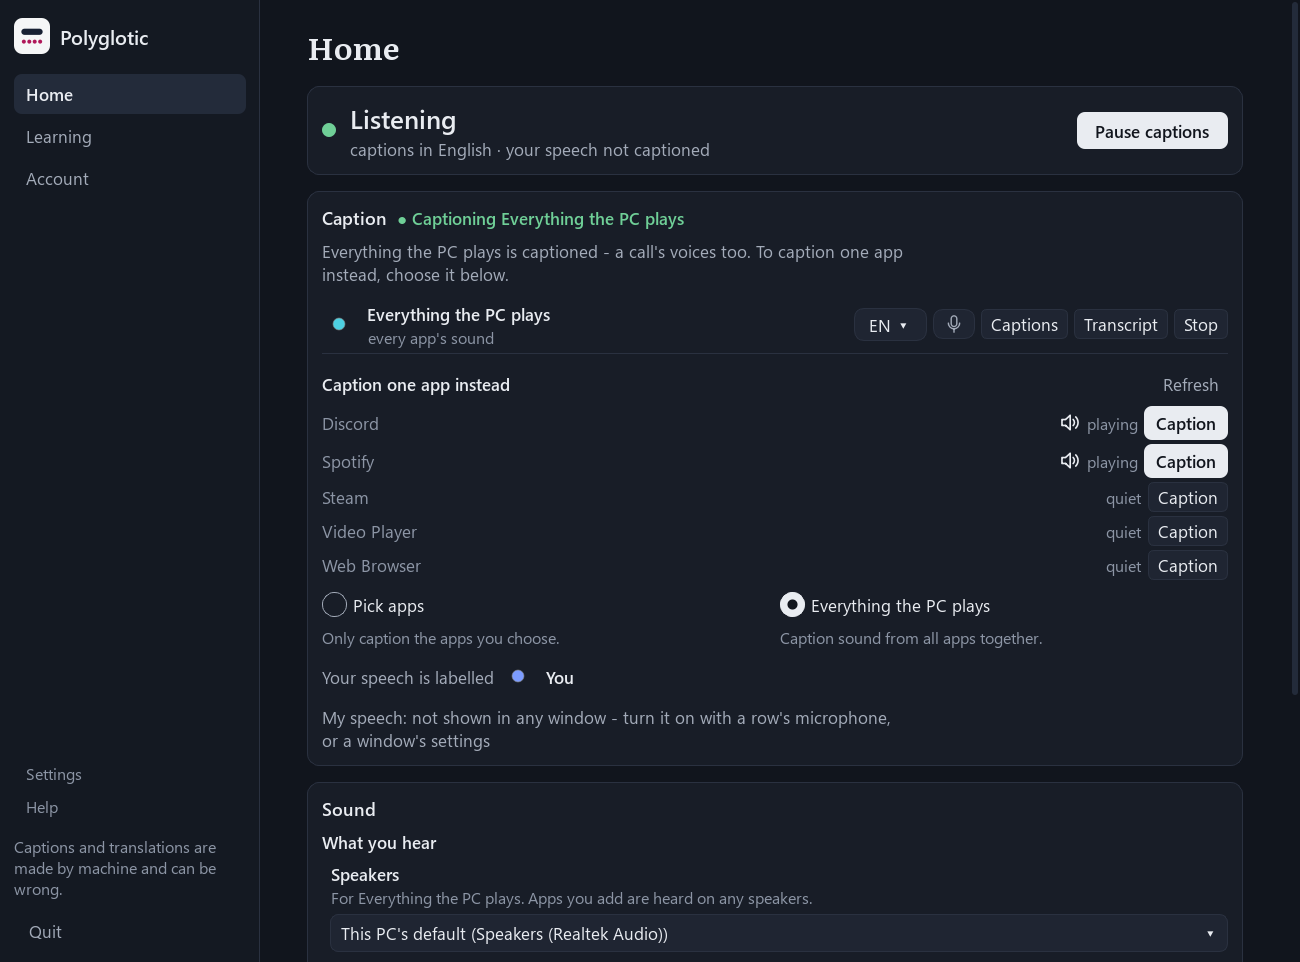 Polyglotic
Home
Learning
Account
Settings
Help
Captions and translations are
made by machine and can be
wrong.
Quit
Home
Listening
captions in English · your speech not captioned
Pause captions
Caption ● Captioning Everything the PC plays
Everything the PC plays is captioned - a call's voices too. To caption one app
instead, choose it below.
Everything the PC plays
every app's sound
EN ▾ Captions Transcript Stop
Caption one app instead Refresh
Discord playing Caption
Spotify playing Caption
Steam quiet Caption
Video Player quiet Caption
Web Browser quiet Caption
Pick apps
Only caption the apps you choose.
Everything the PC plays
Caption sound from all apps together.
Your speech is labelled You
My speech: not shown in any window - turn it on with a row's microphone,
or a window's settings
Sound
What you hear
Speakers
For Everything the PC plays. Apps you add are heard on any speakers.
This PC's default (Speakers (Realtek Audio)) ▾